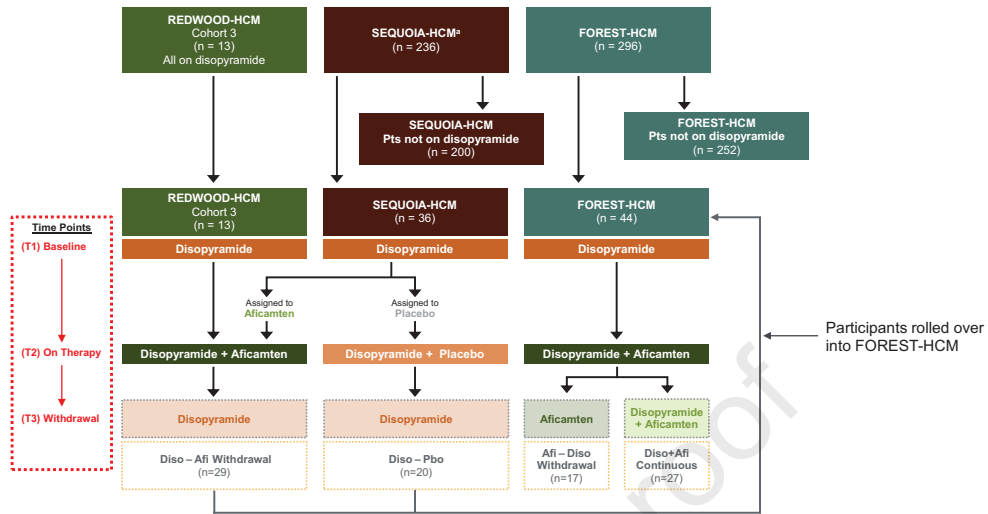 REDWOOD-HCM
Cohort 3
(n = 13)
All on disopyramide
SEQUOIA-HCMª
(n = 236)
FOREST-HCM
(n = 296)
SEQUOIA-HCM
Pts not on disopyramide
(n = 200)
FOREST-HCM
Pts not on disopyramide
(n = 252)
REDWOOD-HCM
Cohort 3
(n = 13)
SEQUOIA-HCM
(n = 36)
FOREST-HCM
(n = 44)
Disopyramide
Disopyramide
Disopyramide
Time Points
(T1) Baseline
(T2) On Therapy
(T3) Withdrawal
Assigned to
Aficamten
Assigned to
Placebo
Participants rolled over
into FOREST-HCM
Disopyramide + Aficamten
Disopyramide + Placebo
Disopyramide + Aficamten
Disopyramide
Disopyramide
Aficamten
Disopyramide
+ Aficamten
Diso – Afi Withdrawal
(n=29)
Diso – Pbo
(n=20)
Afi – Diso
Withdrawal
(n=17)
Diso+Afi
Continuous
(n=27)
roof